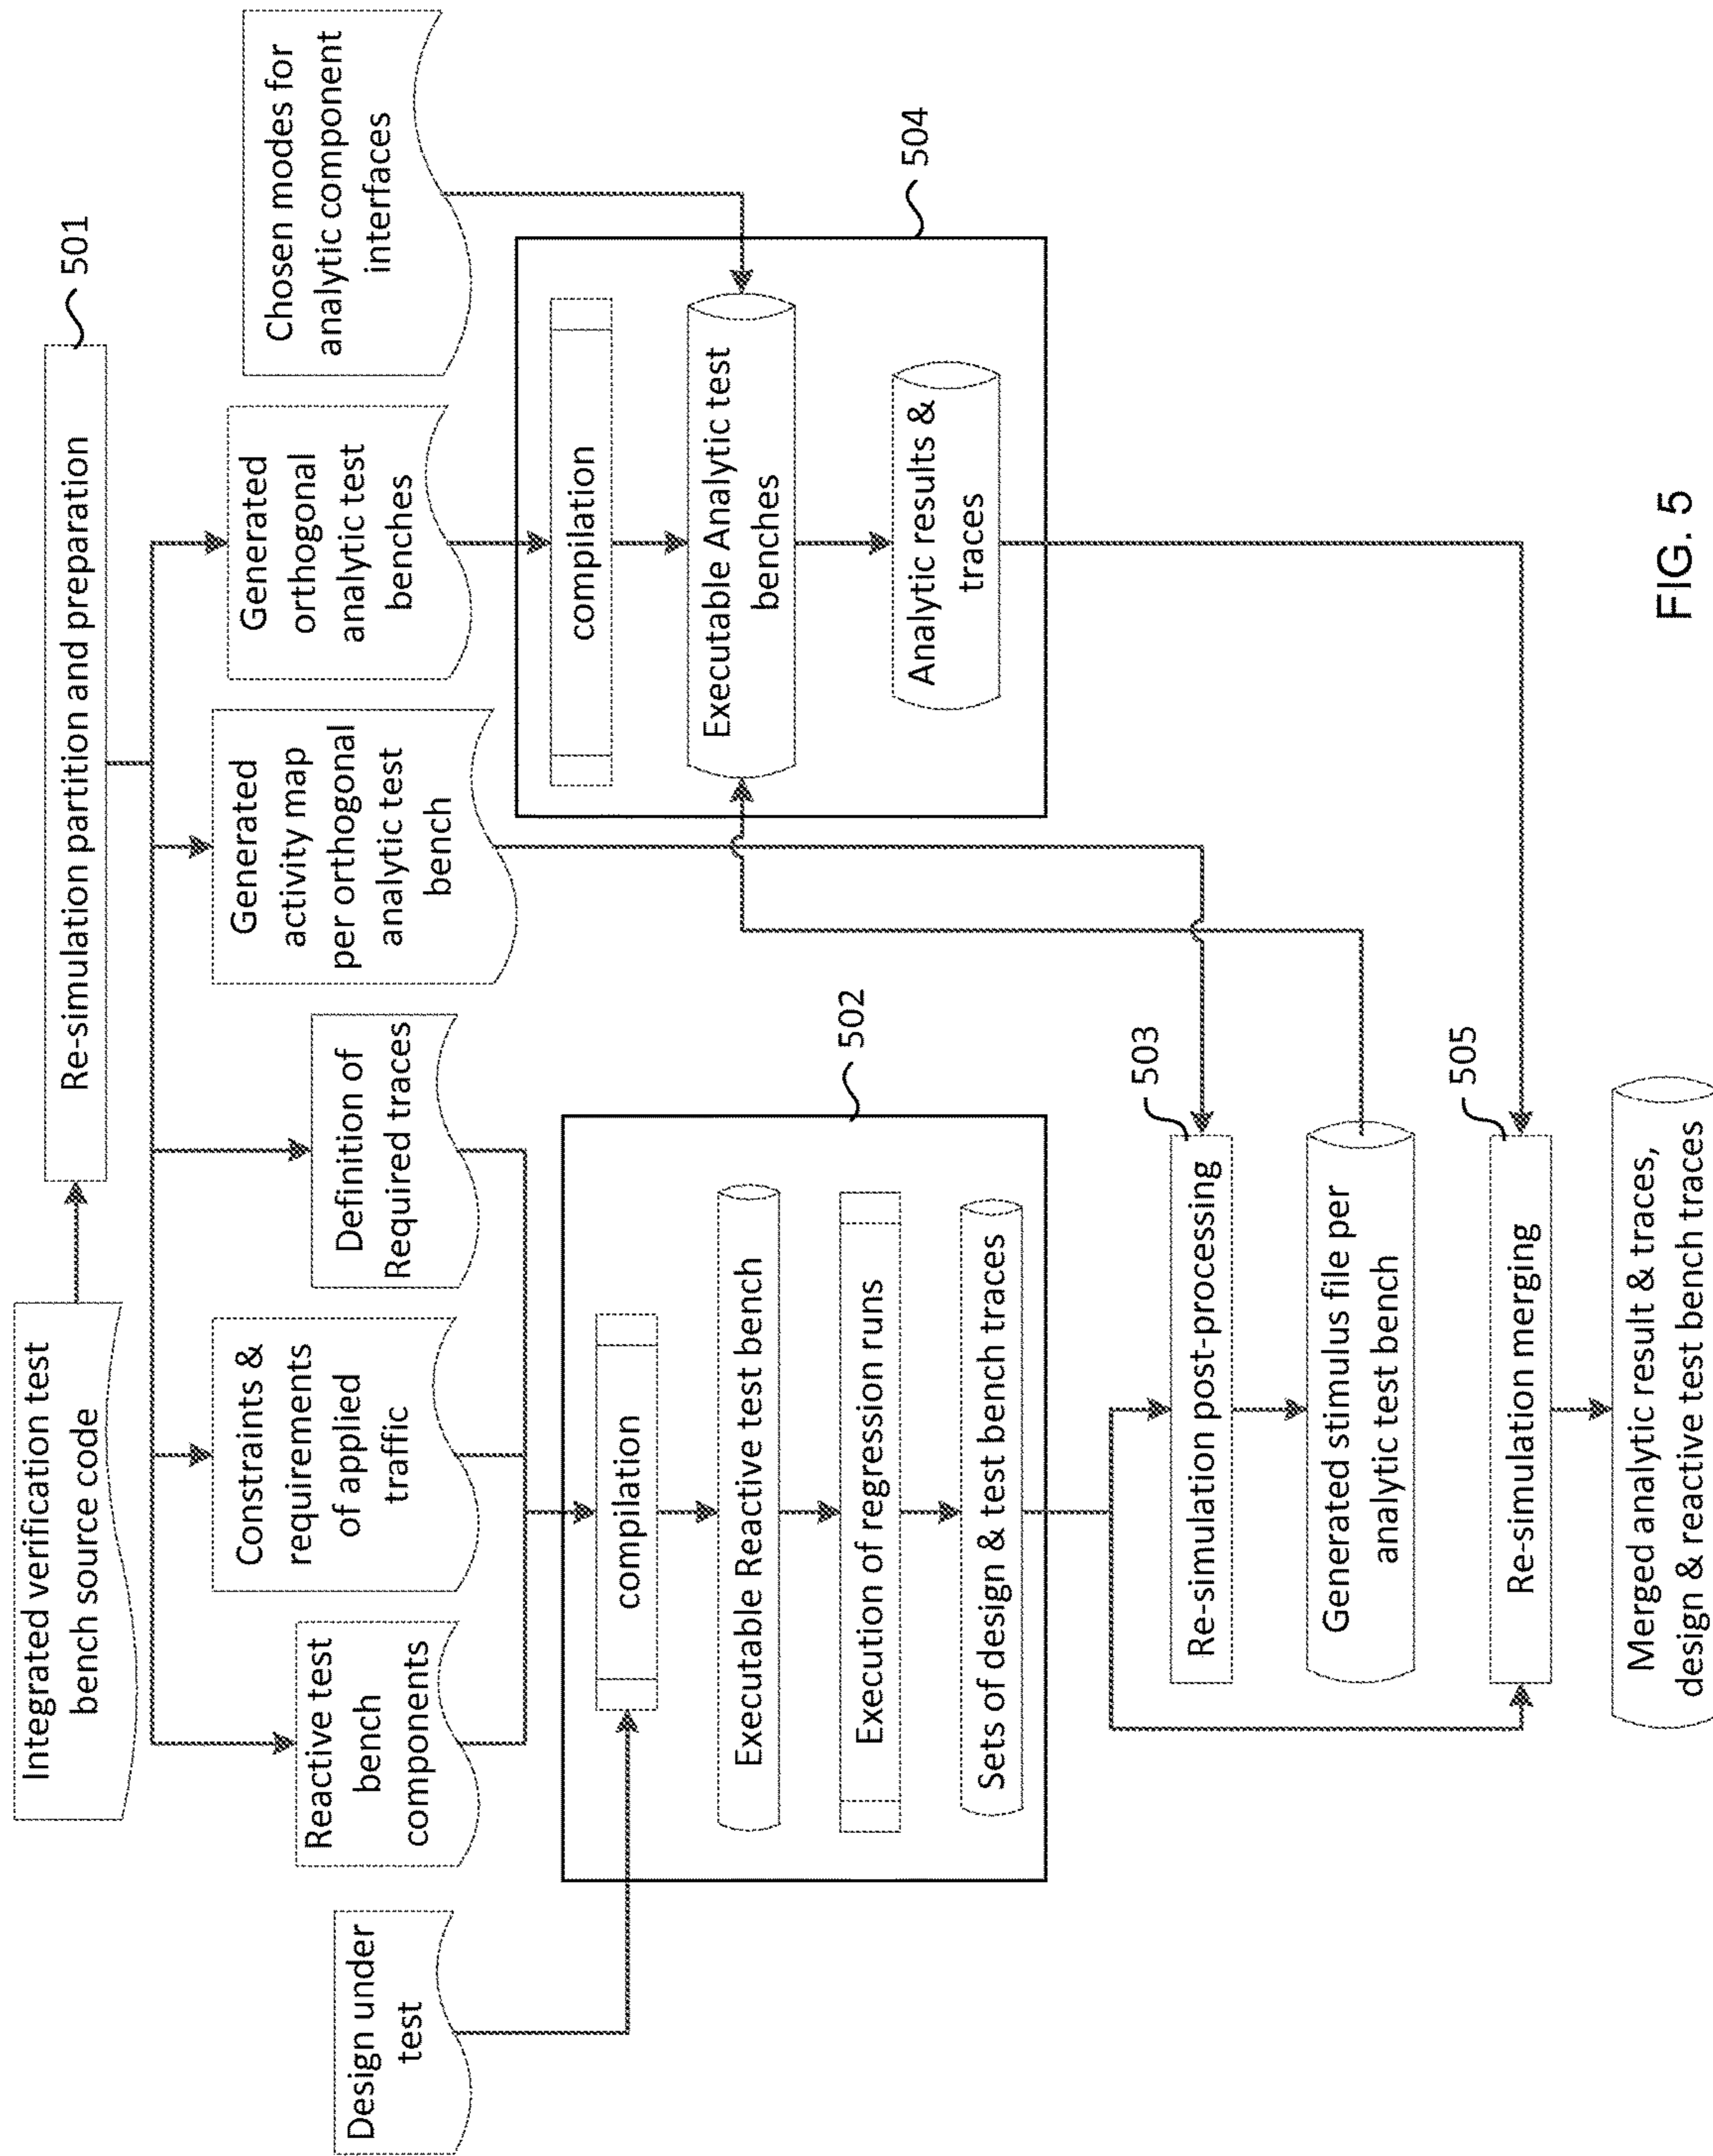 Integrated verification test
bench source code
Re-simulation partition and preparation
501
Reactive test
bench
components
Constraints &
requirements
of applied
traffic
Definition of
Required traces
Generated
activity map
per orthogonal
analytic test
bench
Generated
orthogonal
analytic test
benches
Chosen modes for
analytic component
interfaces
Design under
test
502
compilation
Executable Reactive test bench
Execution of regression runs
Sets of design & test bench traces
504
compilation
Executable Analytic test
benches
Analytic results &
traces
503
Re-simulation post-processing
Generated stimulus file per
analytic test bench
505
Re-simulation merging
Merged analytic result & traces,
design & reactive test bench traces
FIG. 5